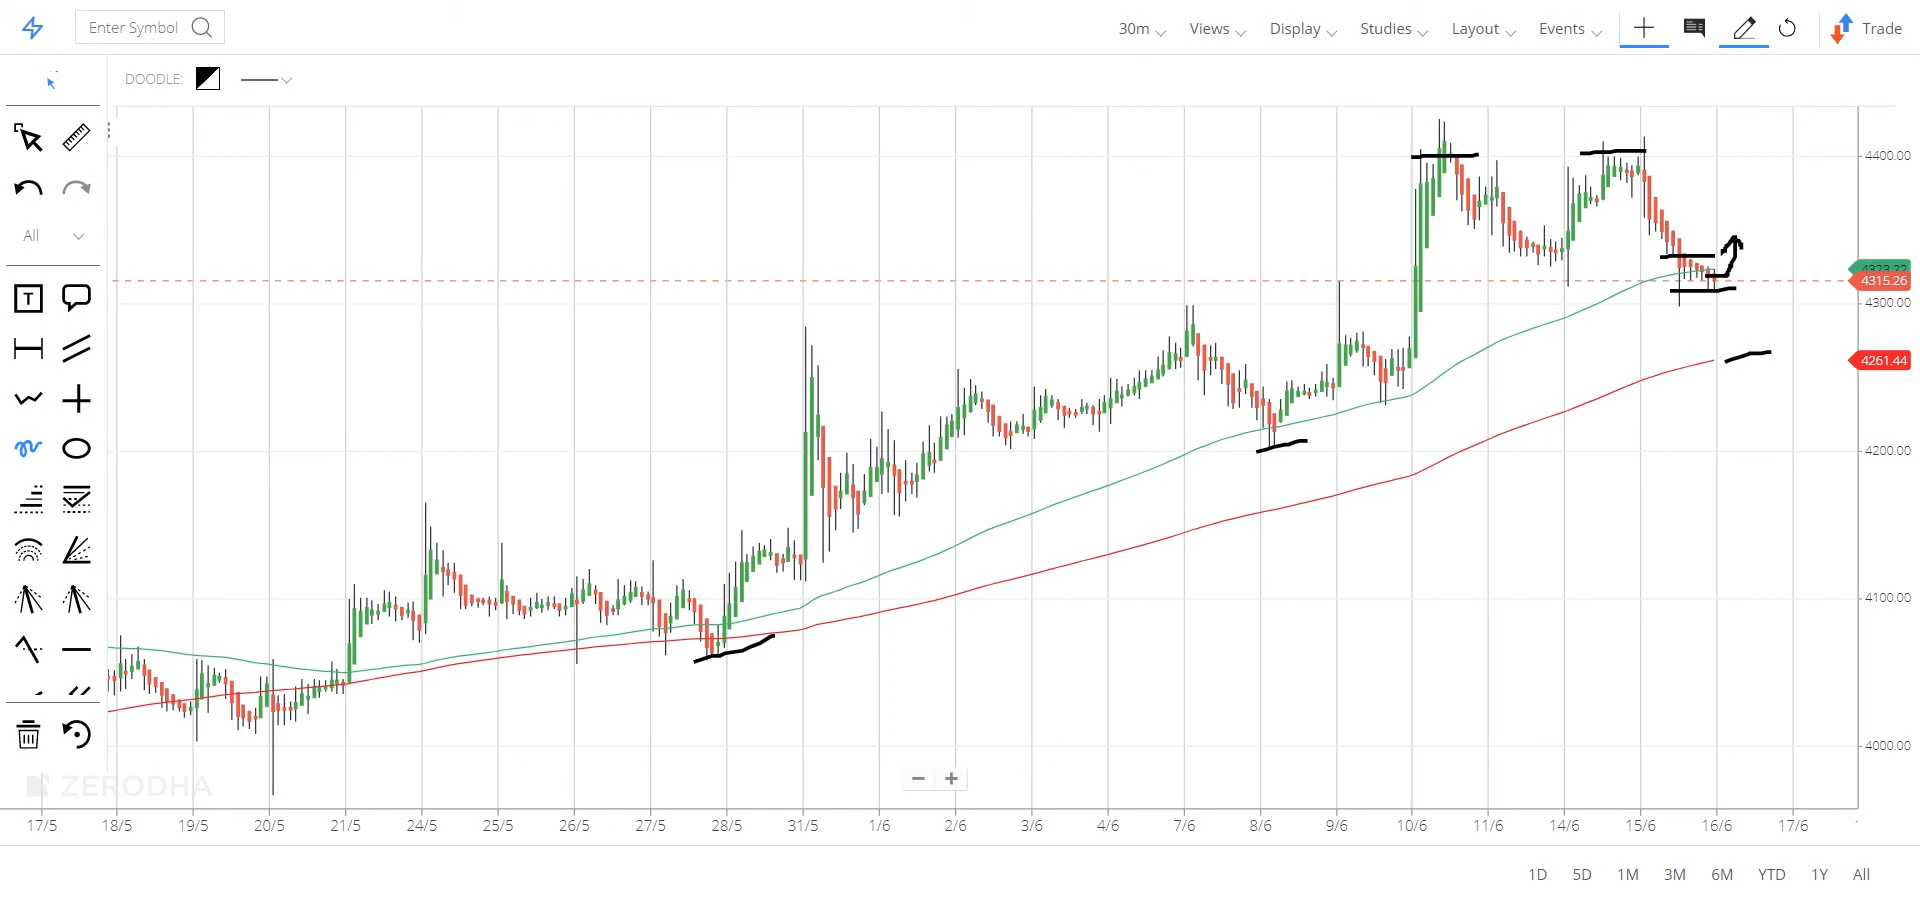 Enter Symbol
30m Views Display Studies Layout Events Trade
DOODLE:
All
T
4400.00
4323.22
4315.26
4300.00
4261.44
4200.00
4100.00
4000.00
ZERODHA
17/5 18/5 19/5 20/5 21/5 24/5 25/5 26/5 27/5 28/5 31/5 1/6 2/6 3/6 4/6 7/6 8/6 9/6 10/6 11/6 14/6 15/6 16/6 17/6
1D 5D 1M 3M 6M YTD 1Y All